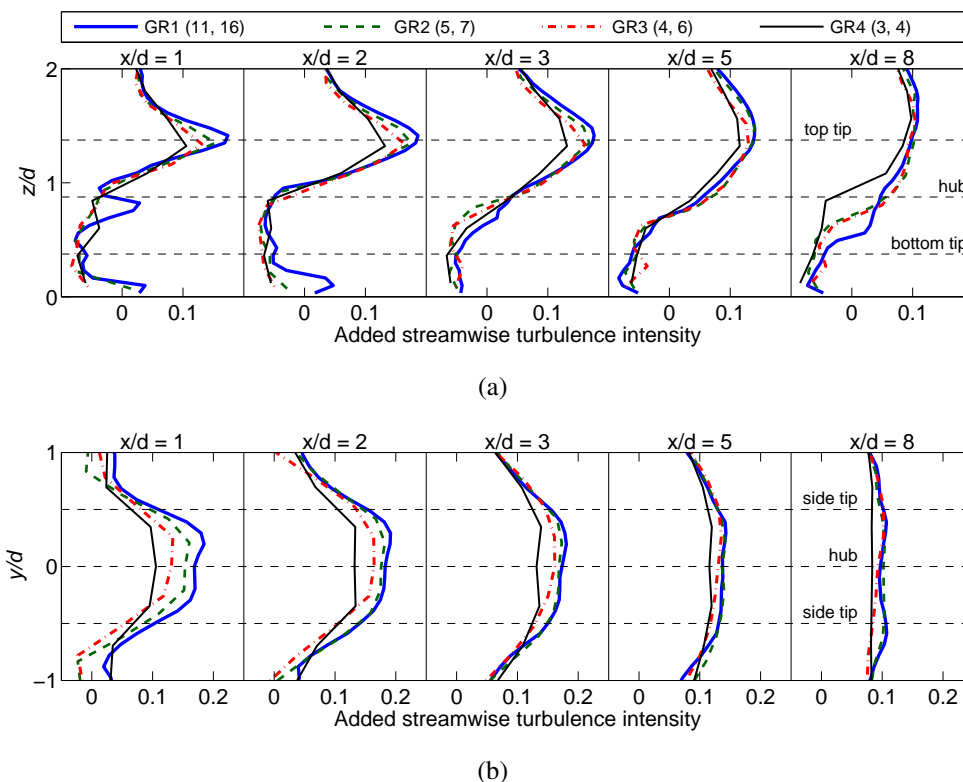 GR1 (11, 16) GR2 (5, 7) GR3 (4, 6) GR4 (3, 4)
x/d = 1 x/d = 2 x/d = 3 x/d = 5 x/d = 8
2
top tip
z/d
1
hub
bottom tip
0
0 0.1 0 0.1 0 0.1 0 0.1 0 0.1
Added streamwise turbulence intensity
(a)
x/d = 1 x/d = 2 x/d = 3 x/d = 5 x/d = 8
1
side tip
y/d
0
hub
side tip
−1
0 0.1 0.2 0 0.1 0.2 0 0.1 0.2 0 0.1 0.2 0 0.1 0.2
Added streamwise turbulence intensity
(b)